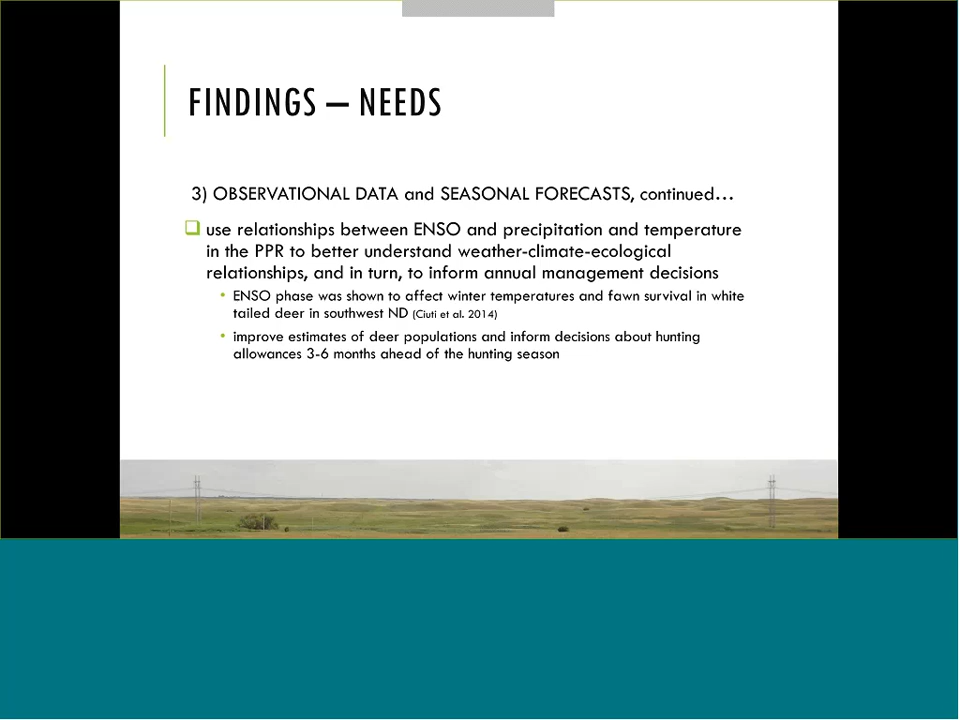 FINDINGS – NEEDS
3) OBSERVATIONAL DATA and SEASONAL FORECASTS, continued…
use relationships between ENSO and precipitation and temperature
in the PPR to better understand weather-climate-ecological
relationships, and in turn, to inform annual management decisions
• ENSO phase was shown to affect winter temperatures and fawn survival in white
tailed deer in southwest ND (Ciuti et al. 2014)
• improve estimates of deer populations and inform decisions about hunting
allowances 3-6 months ahead of the hunting season